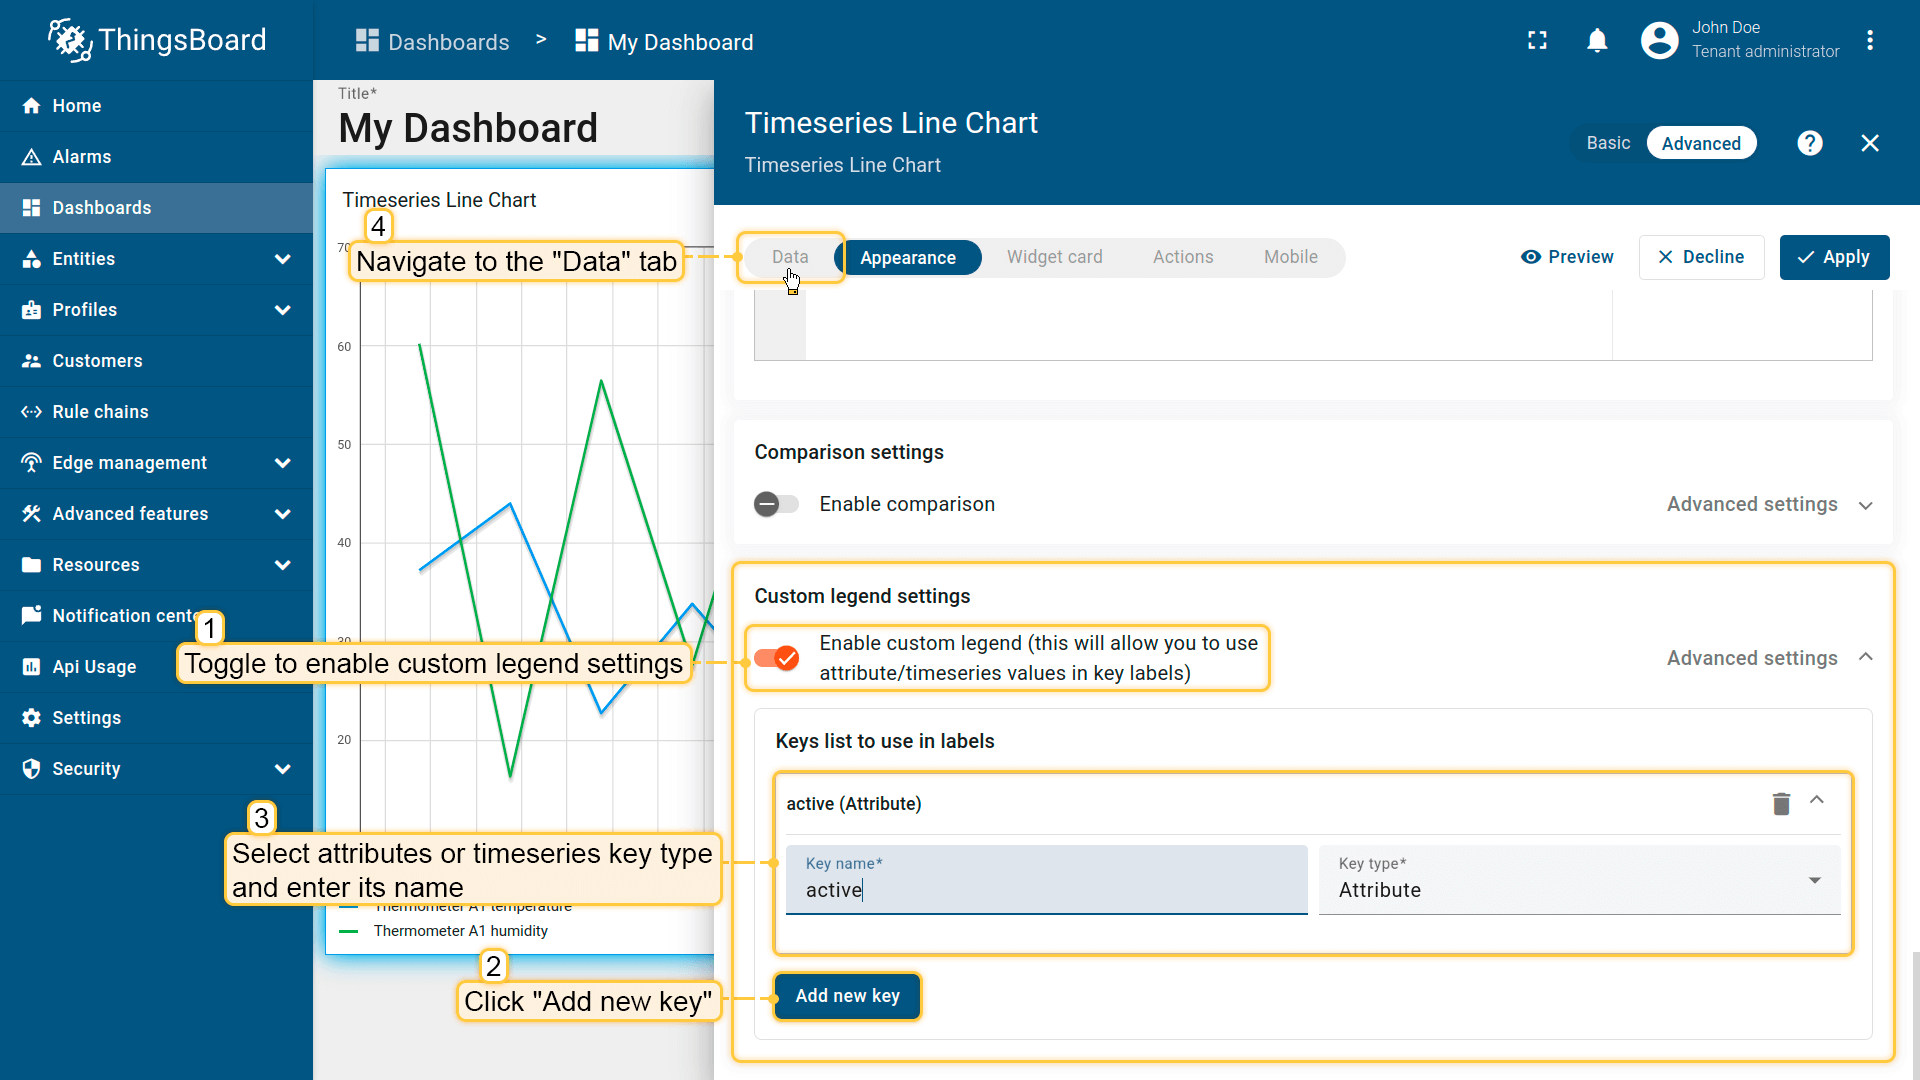 ThingsBoard
Dashboards > My Dashboard
John Doe
Tenant administrator
Home
Alarms
Dashboards
Entities
Profiles
Customers
Rule chains
Edge management
Advanced features
Resources
Notification cente
Api Usage
Settings
Security
Title*
My Dashboard
Timeseries Line Chart
70
60
50
40
30
20
Thermometer A1 temperature
Thermometer A1 humidity
Timeseries Line Chart
Timeseries Line Chart
Basic Advanced
Data Appearance Widget card Actions Mobile
Preview Decline Apply
Comparison settings
Enable comparison Advanced settings
Custom legend settings
Enable custom legend (this will allow you to use
attribute/timeseries values in key labels)
Advanced settings
Keys list to use in labels
active (Attribute)
Key name*
active
Key type*
Attribute
Add new key
4
Navigate to the "Data" tab
1
Toggle to enable custom legend settings
3
Select attributes or timeseries key type
and enter its name
2
Click "Add new key"